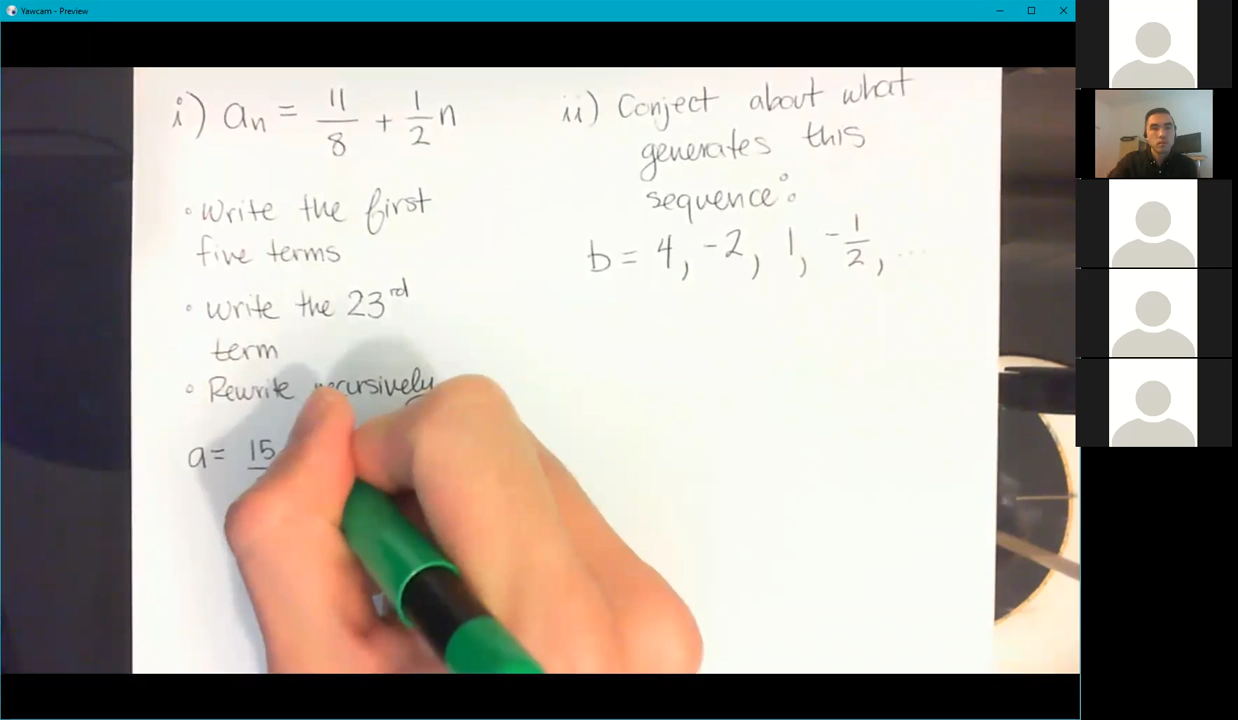 Yawcam - Preview
i) aₙ = 11/8 + 1/2 n
• Write the first
five terms
• Write the 23ʳᵈ
term
• Rewrite recursively
a = 15
ii) Conject about what
generates this
sequence:
b = 4, -2, 1, -1/2, ...